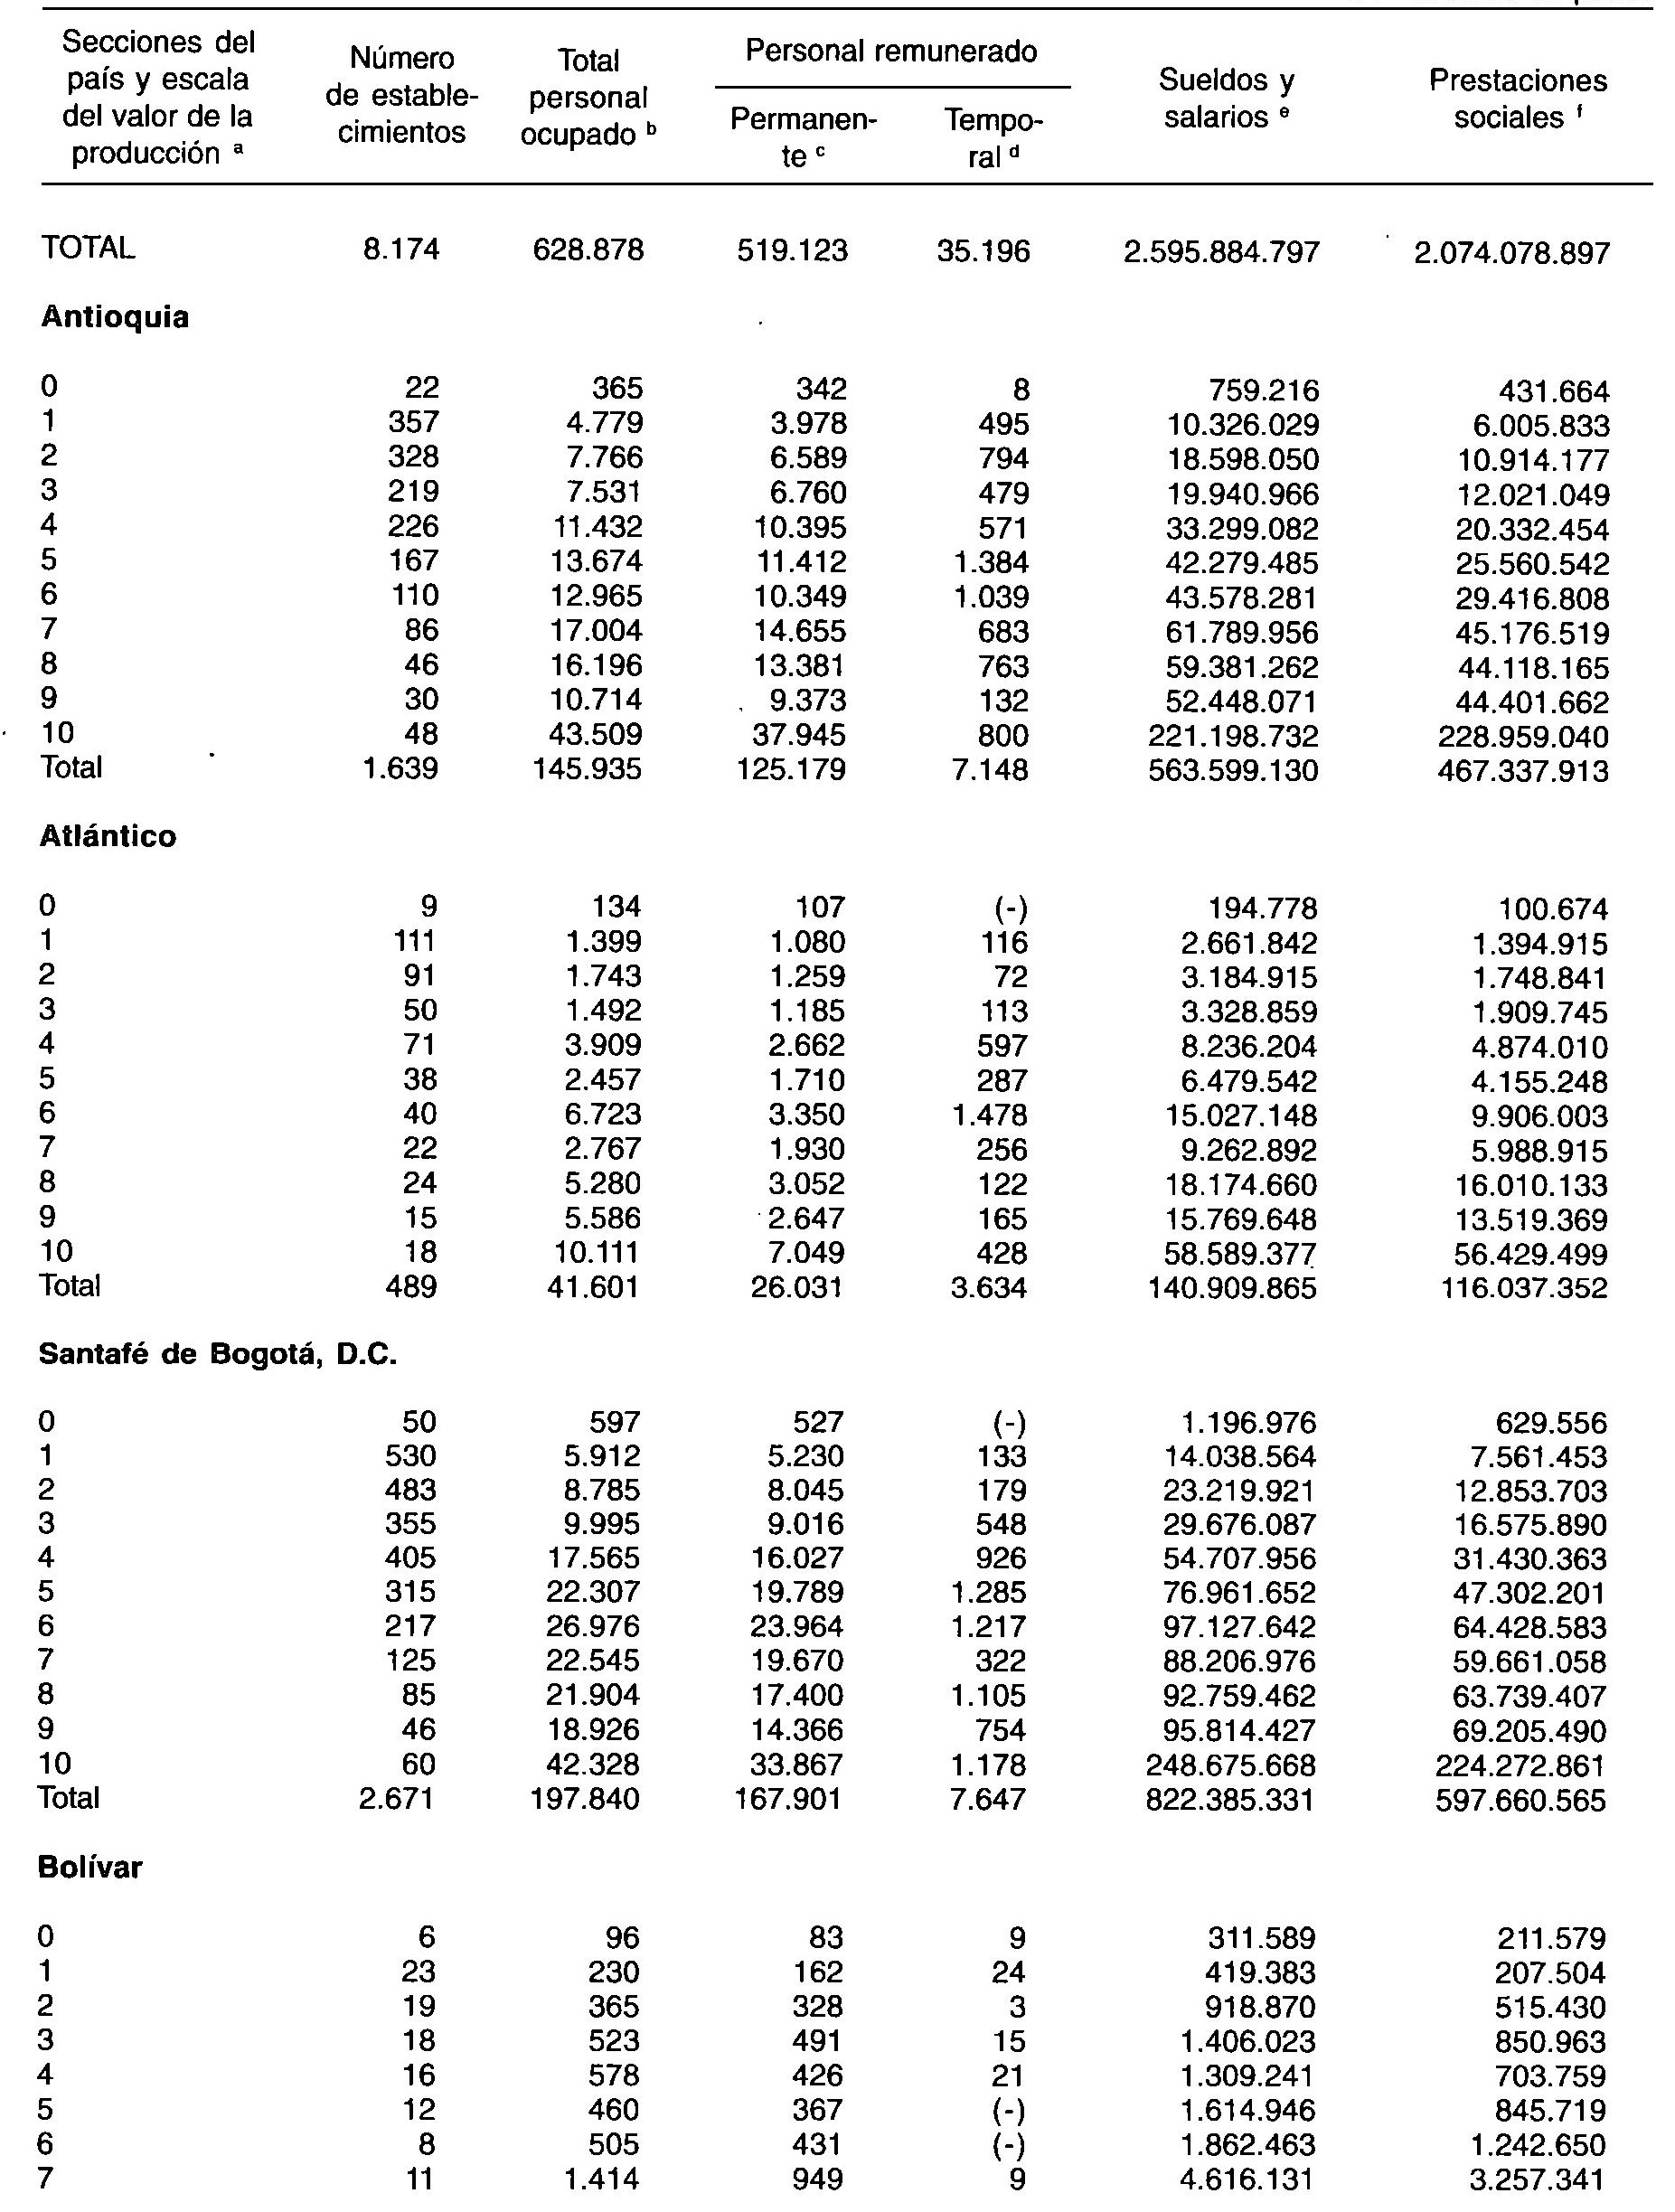 Secciones del país y escala del valor de la producción a | Número de estable-cimientos | Total personal ocupado b | Personal remunerado Permanen-te c | Personal remunerado Tempo-ral d | Sueldos y salarios e | Prestaciones sociales f
TOTAL 8.174 628.878 519.123 35.196 2.595.884.797 2.074.078.897
Antioquia
0 22 365 342 8 759.216 431.664
1 357 4.779 3.978 495 10.326.029 6.005.833
2 328 7.766 6.589 794 18.598.050 10.914.177
3 219 7.531 6.760 479 19.940.966 12.021.049
4 226 11.432 10.395 571 33.299.082 20.332.454
5 167 13.674 11.412 1.384 42.279.485 25.560.542
6 110 12.965 10.349 1.039 43.578.281 29.416.808
7 86 17.004 14.655 683 61.789.956 45.176.519
8 46 16.196 13.381 763 59.381.262 44.118.165
9 30 10.714 9.373 132 52.448.071 44.401.662
10 48 43.509 37.945 800 221.198.732 228.959.040
Total 1.639 145.935 125.179 7.148 563.599.130 467.337.913
Atlántico
0 9 134 107 (-) 194.778 100.674
1 111 1.399 1.080 116 2.661.842 1.394.915
2 91 1.743 1.259 72 3.184.915 1.748.841
3 50 1.492 1.185 113 3.328.859 1.909.745
4 71 3.909 2.662 597 8.236.204 4.874.010
5 38 2.457 1.710 287 6.479.542 4.155.248
6 40 6.723 3.350 1.478 15.027.148 9.906.003
7 22 2.767 1.930 256 9.262.892 5.988.915
8 24 5.280 3.052 122 18.174.660 16.010.133
9 15 5.586 2.647 165 15.769.648 13.519.369
10 18 10.111 7.049 428 58.589.377 56.429.499
Total 489 41.601 26.031 3.634 140.909.865 116.037.352
Santafé de Bogotá, D.C.
0 50 597 527 (-) 1.196.976 629.556
1 530 5.912 5.230 133 14.038.564 7.561.453
2 483 8.785 8.045 179 23.219.921 12.853.703
3 355 9.995 9.016 548 29.676.087 16.575.890
4 405 17.565 16.027 926 54.707.956 31.430.363
5 315 22.307 19.789 1.285 76.961.652 47.302.201
6 217 26.976 23.964 1.217 97.127.642 64.428.583
7 125 22.545 19.670 322 88.206.976 59.661.058
8 85 21.904 17.400 1.105 92.759.462 63.739.407
9 46 18.926 14.366 754 95.814.427 69.205.490
10 60 42.328 33.867 1.178 248.675.668 224.272.861
Total 2.671 197.840 167.901 7.647 822.385.331 597.660.565
Bolívar
0 6 96 83 9 311.589 211.579
1 23 230 162 24 419.383 207.504
2 19 365 328 3 918.870 515.430
3 18 523 491 15 1.406.023 850.963
4 16 578 426 21 1.309.241 703.759
5 12 460 367 (-) 1.614.946 845.719
6 8 505 431 (-) 1.862.463 1.242.650
7 11 1.414 949 9 4.616.131 3.257.341